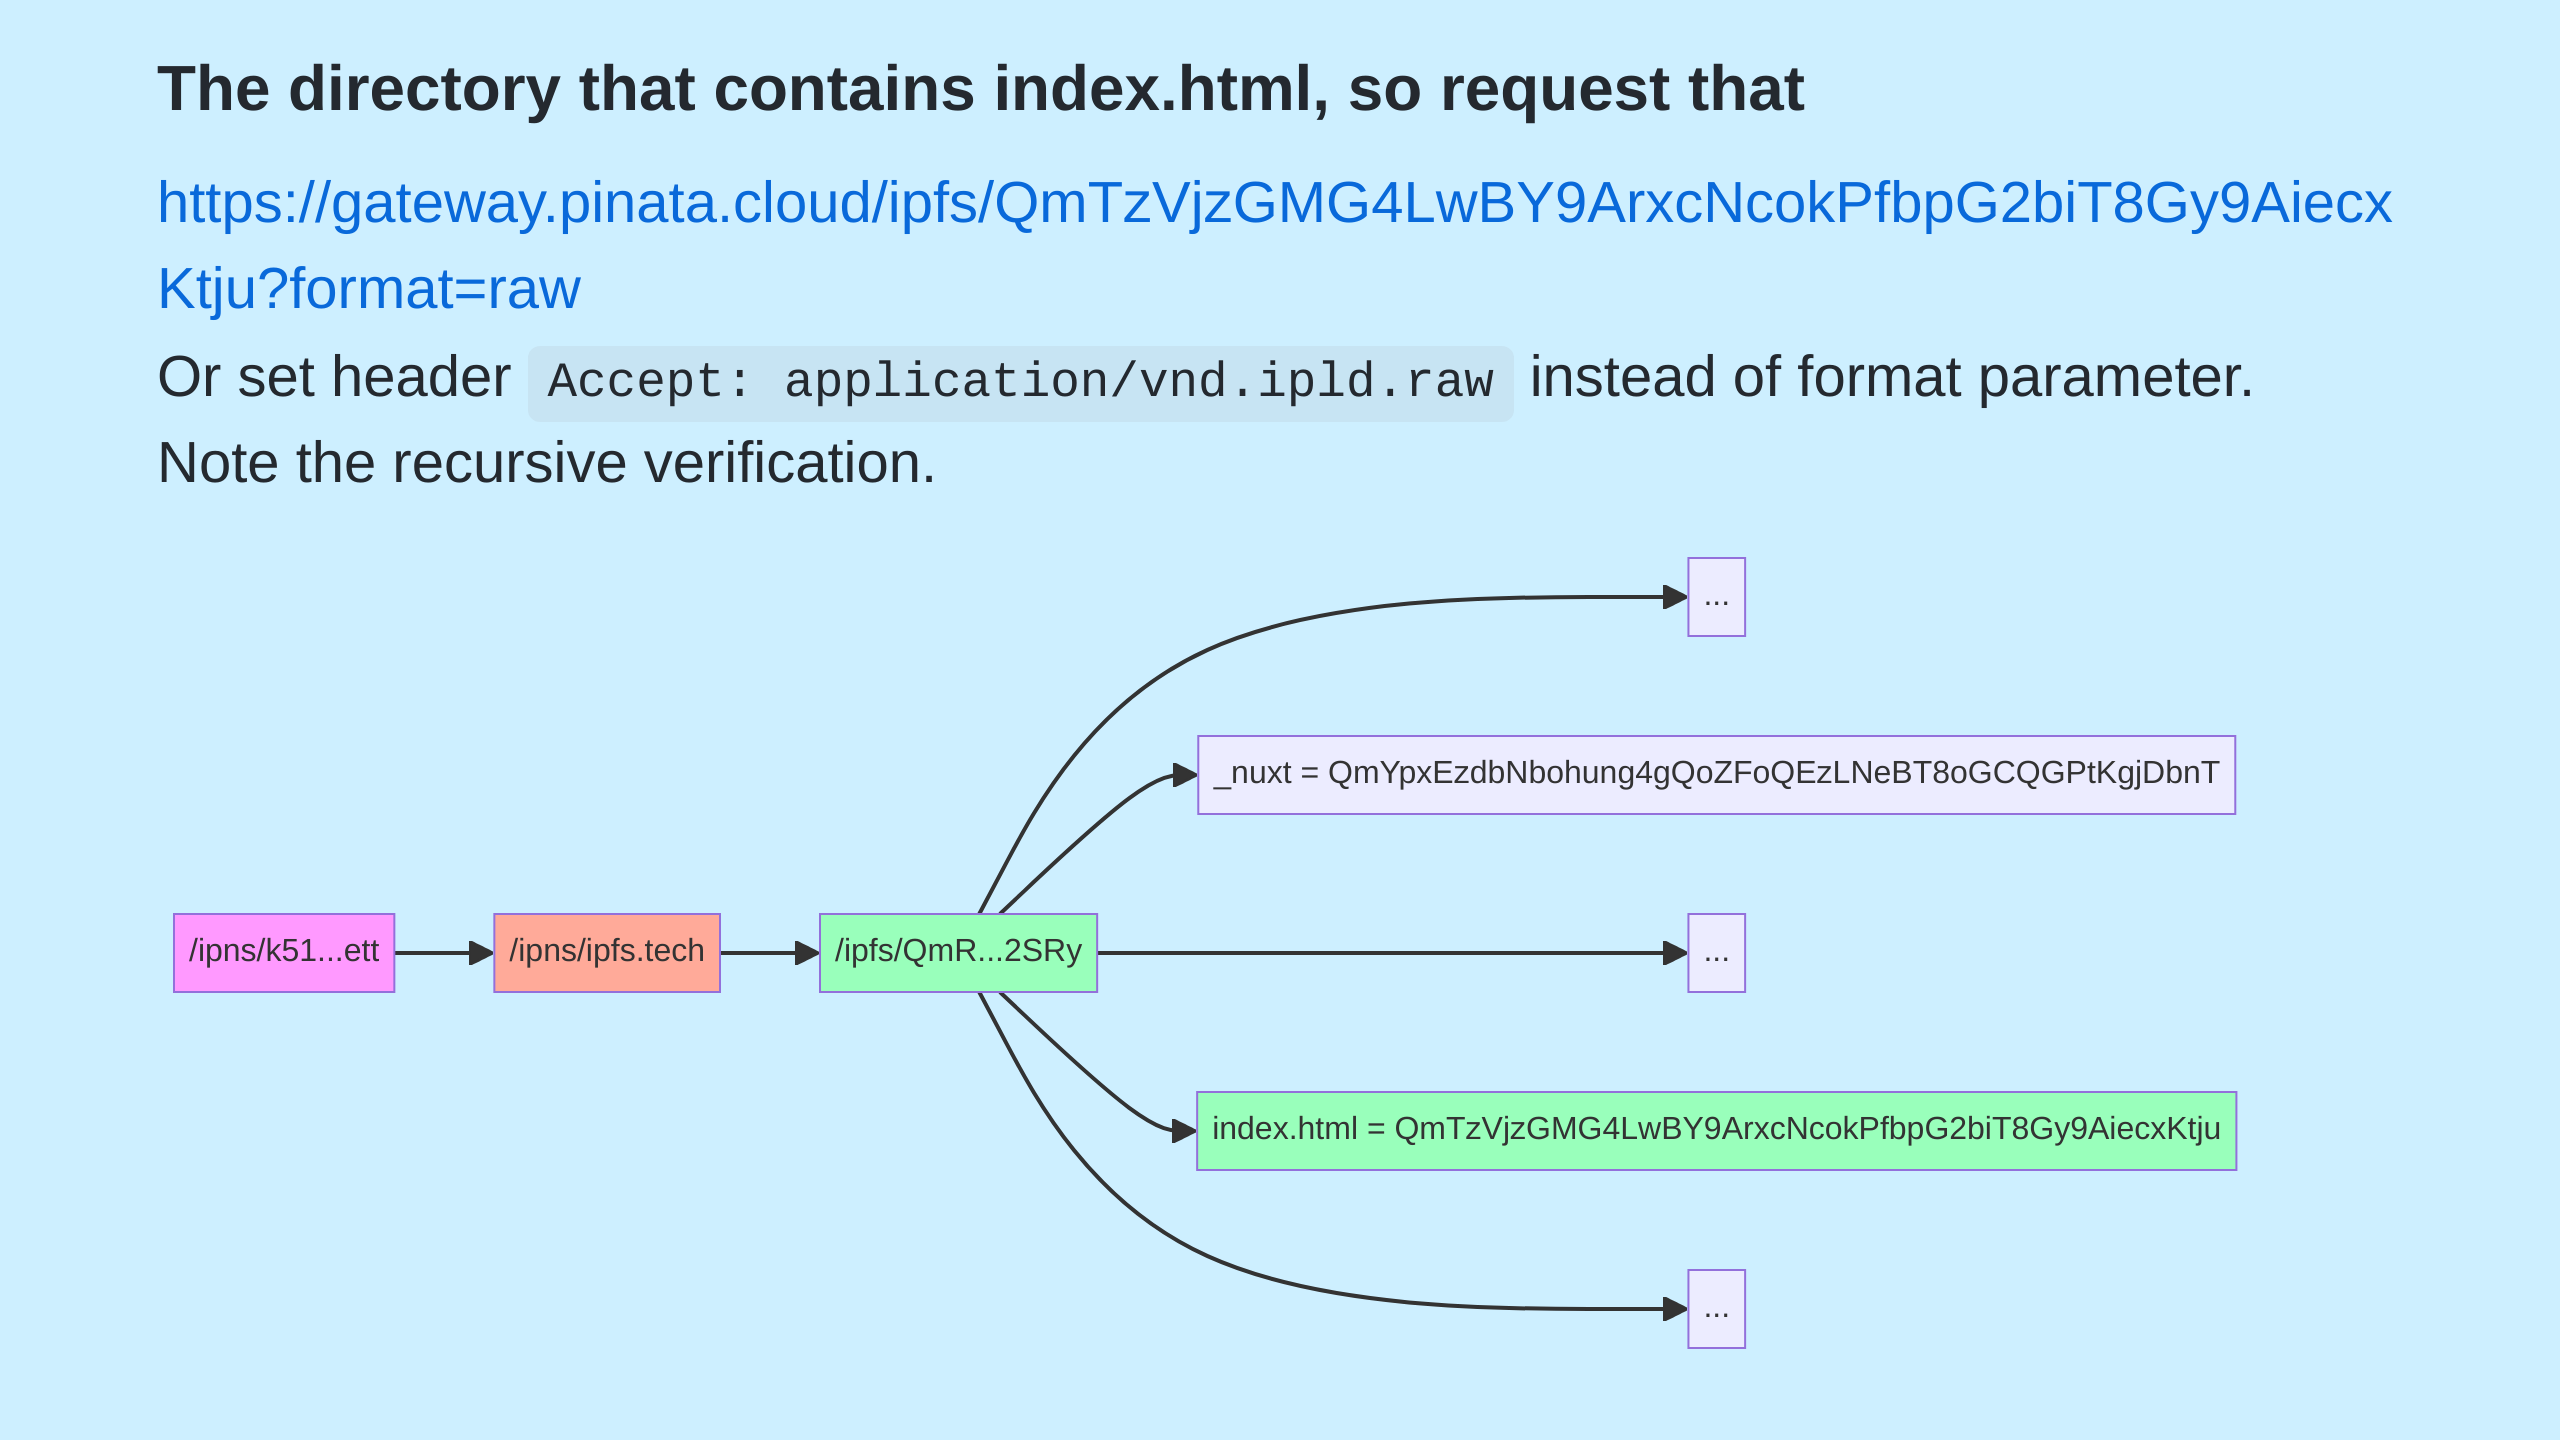 The directory that contains index.html, so request that
https://gateway.pinata.cloud/ipfs/QmTzVjzGMG4LwBY9ArxcNcokPfbpG2biT8Gy9Aiecx
Ktju?format=raw
Or set header Accept: application/vnd.ipld.raw instead of format parameter.
Note the recursive verification.
...
_nuxt = QmYpxEzdbNbohung4gQoZFoQEzLNeBT8oGCQGPtKgjDbnT
/ipns/k51...ett
/ipns/ipfs.tech
/ipfs/QmR...2SRy
...
index.html = QmTzVjzGMG4LwBY9ArxcNcokPfbpG2biT8Gy9AiecxKtju
...